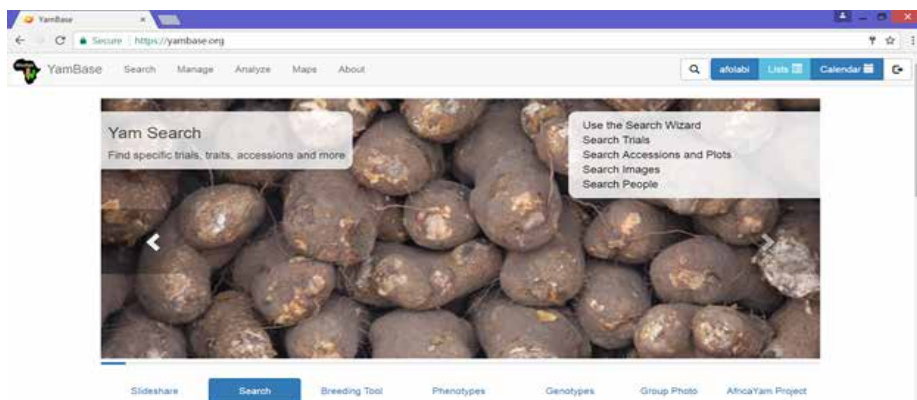 YamBase
Secure https://yambase.org
YamBase Search Manage Analyze Maps About afolabi Lists Calendar
Yam Search
Find specific trials, traits, accessions and more
Use the Search Wizard
Search Trials
Search Accessions and Plots
Search Images
Search People
Slideshare Search Breeding Tool Phenotypes Genotypes Group Photo AfricaYam Project